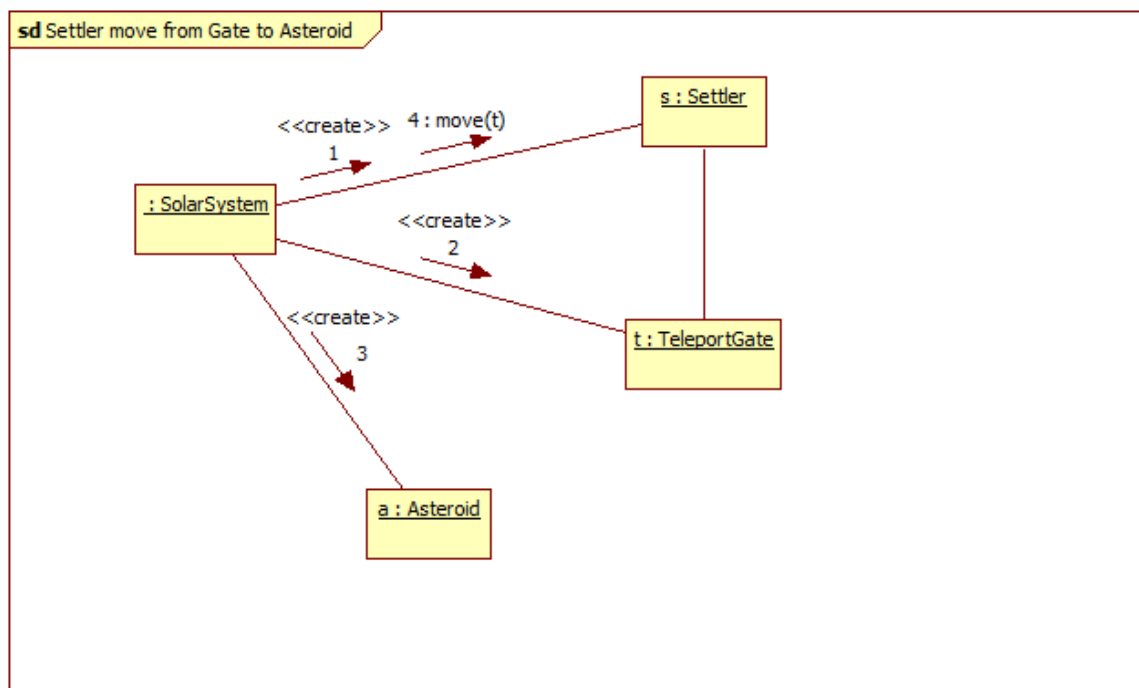 sd Settler move from Gate to Asteroid
s : Settler
<<create>>
1
4 : move(t)
: SolarSystem
<<create>>
2
<<create>>
3
t : TeleportGate
a : Asteroid